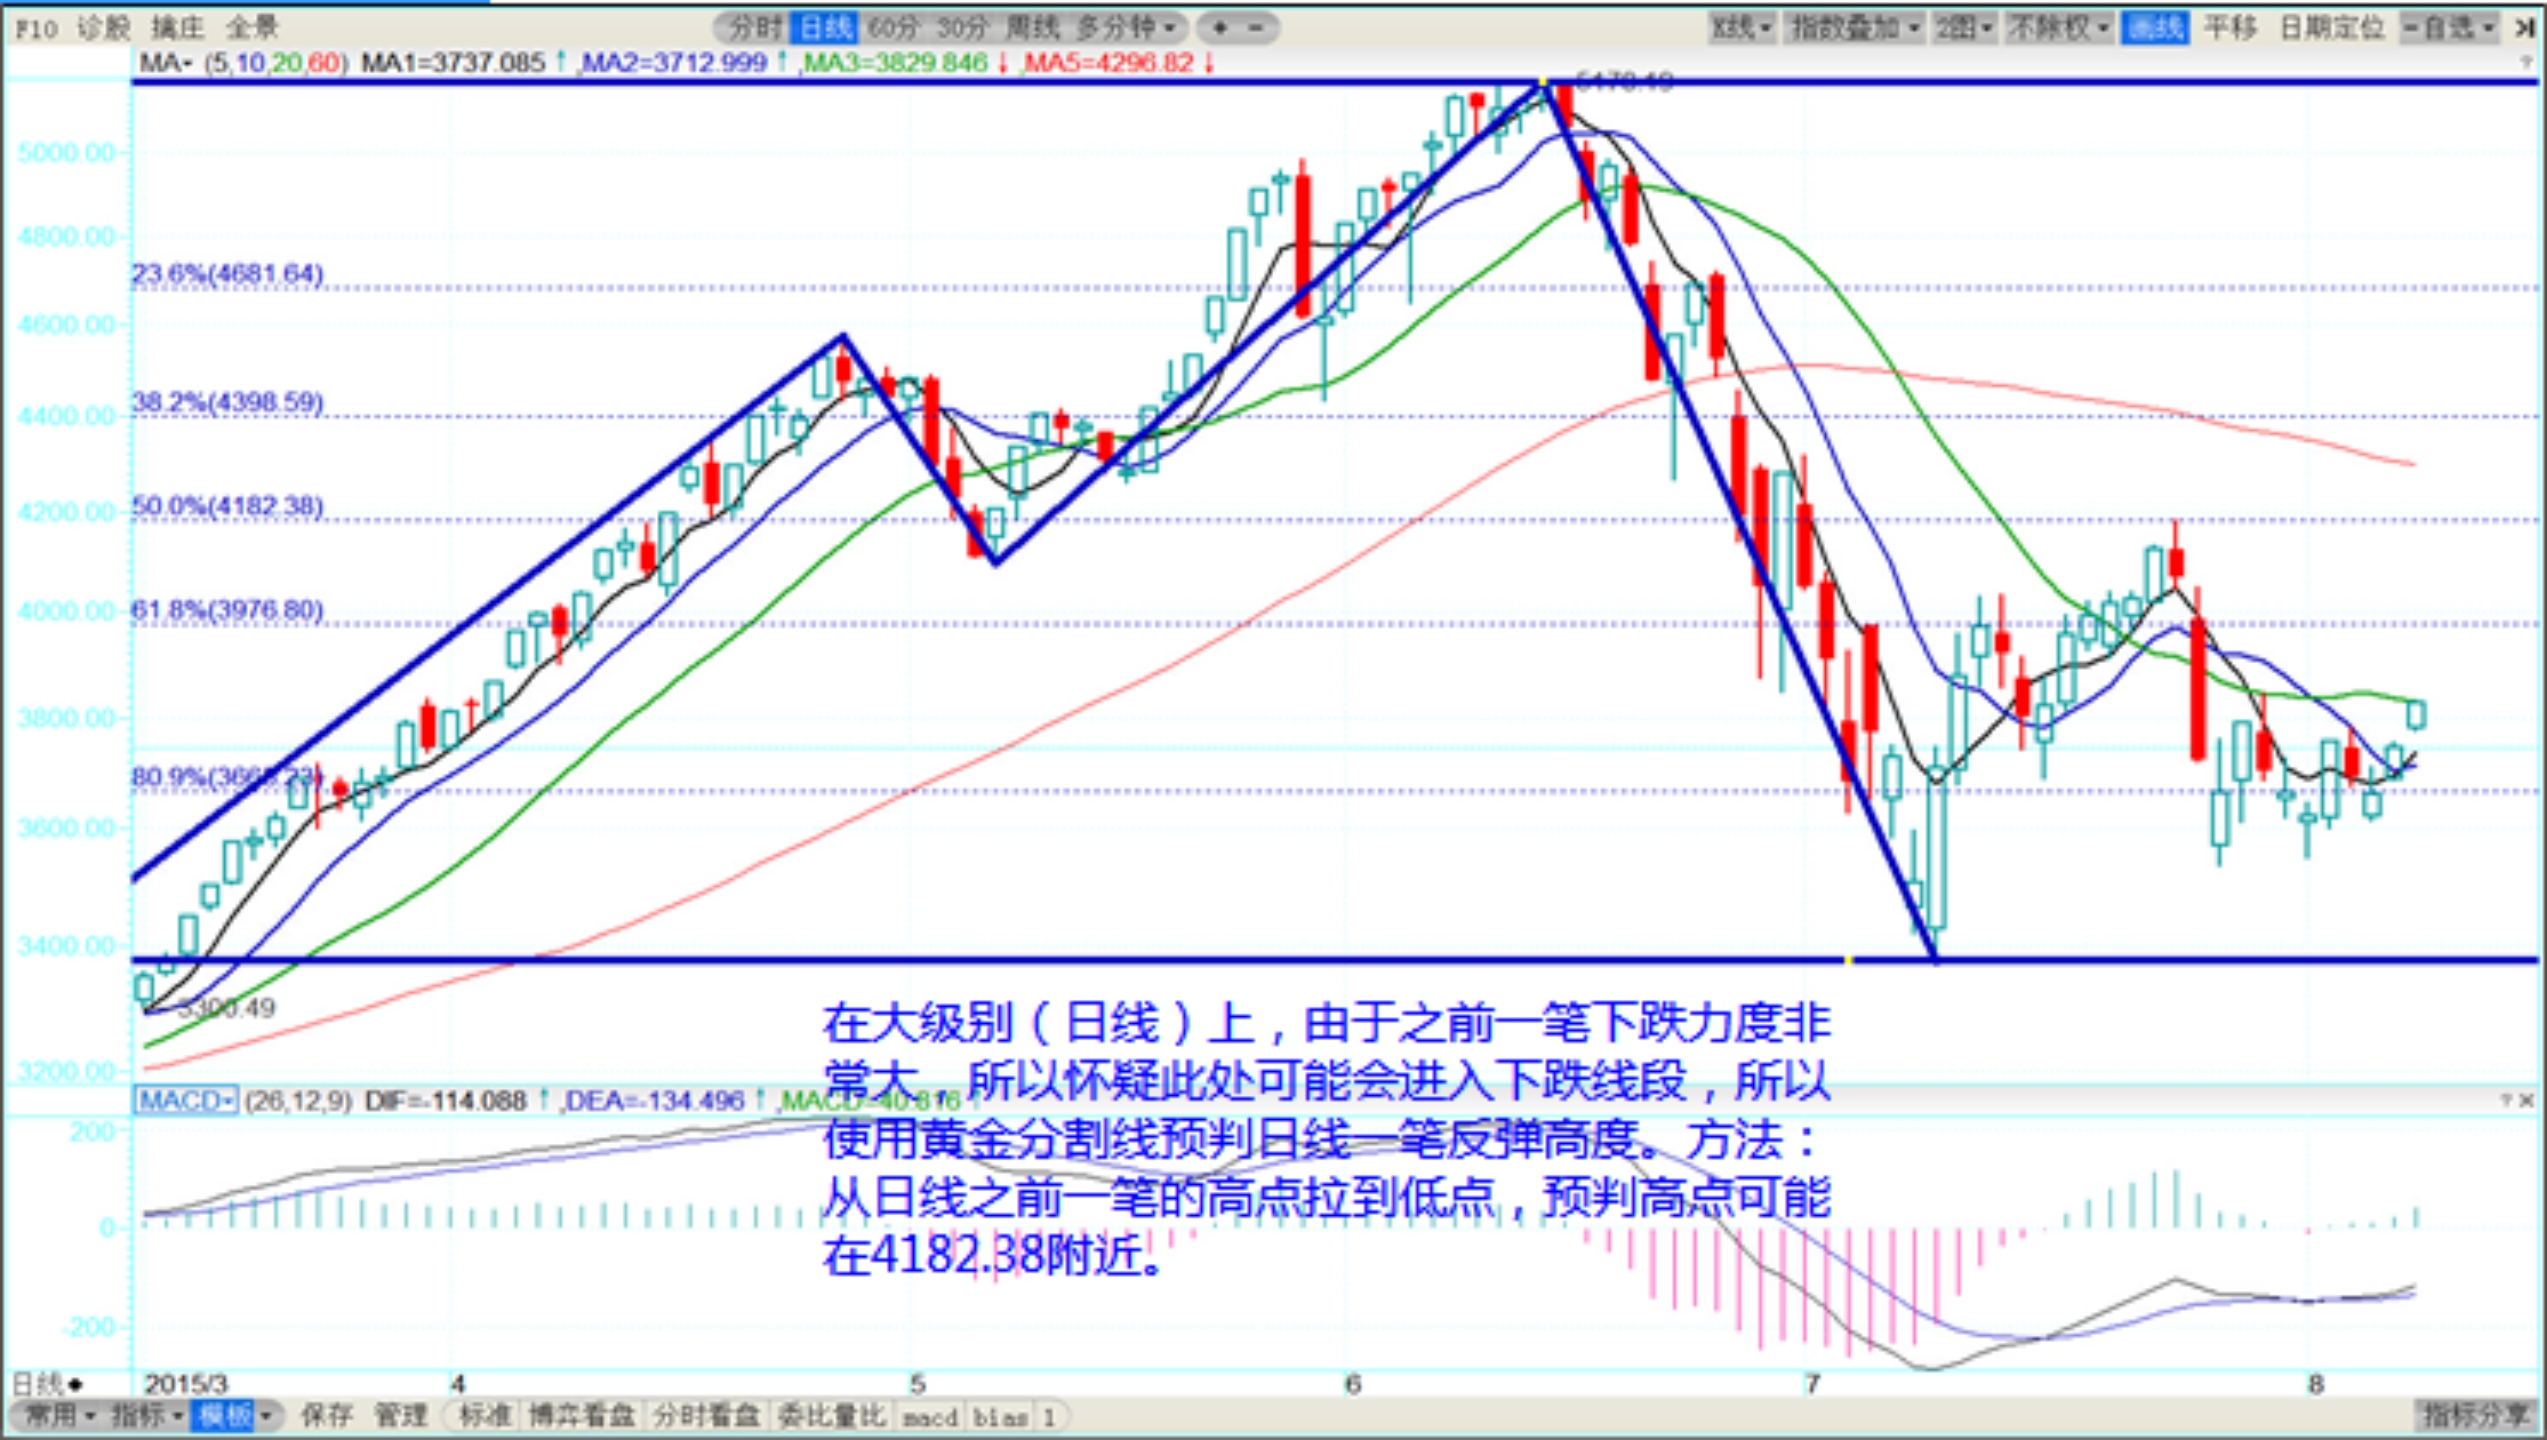 F10 诊股 擒庄 全景 分时 日线 60分 30分 周线 多分钟 + - K线 指数叠加 2图 不除权 画线 平移 日期定位 -自选
MA (5,10,20,60) MA1=3737.085↑ ,MA2=3712.999↑ ,MA3=3829.846↓ ,MA5=4296.82↓ ?
5178.19
5000.00
4800.00
23.6%(4681.64)
4600.00
38.2%(4398.59)
4400.00
50.0%(4182.38)
4200.00
61.8%(3976.80)
4000.00
3800.00
80.9%(3665.23)
3600.00
3400.00
3300.49
在大级别（日线）上，由于之前一笔下跌力度非
3200.00
常大，所以怀疑此处可能会进入下跌线段，所以
MACD (26,12,9) DIF=-114.088↑ ,DEA=-134.496↑ ,MACD=40.816↑ ? ×
200
使用黄金分割线预判日线一笔反弹高度。方法：
从日线之前一笔的高点拉到低点，预判高点可能
0
在4182.38附近。
-200
日线◆ 2015/3 4 5 6 7 8
常用 指标 模板 保存 管理 标准 博弈看盘 分时看盘 委比量比 macd bias 1 指标分享